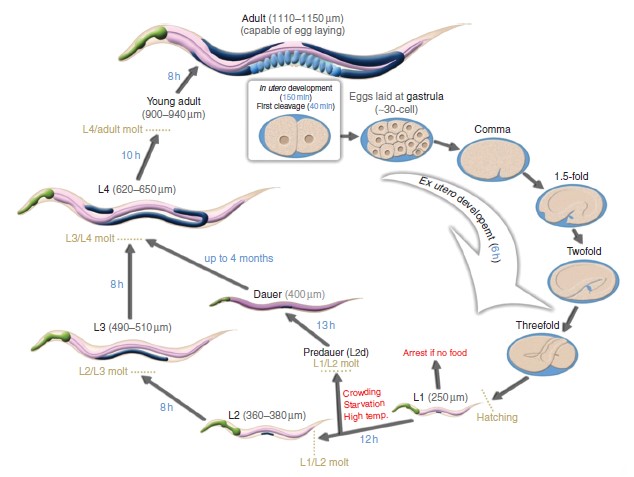 Adult (1110–1150 μm)
(capable of egg laying)
8 h
In utero development
(150 min)
First cleavage (40 min)
Eggs laid at gastrula
(~30-cell)
Comma
1.5-fold
Twofold
Threefold
Ex utero developemt (6 h)
Hatching
L1 (250 μm)
Arrest if no food
12 h
L1/L2 molt
Crowding
Starvation
High temp.
L2 (360–380 μm)
8 h
Predauer (L2d)
L1/L2 molt
13 h
Dauer (400 μm)
up to 4 months
L2/L3 molt
L3 (490–510 μm)
8 h
L3/L4 molt
L4 (620–650 μm)
10 h
L4/adult molt
Young adult
(900–940 μm)